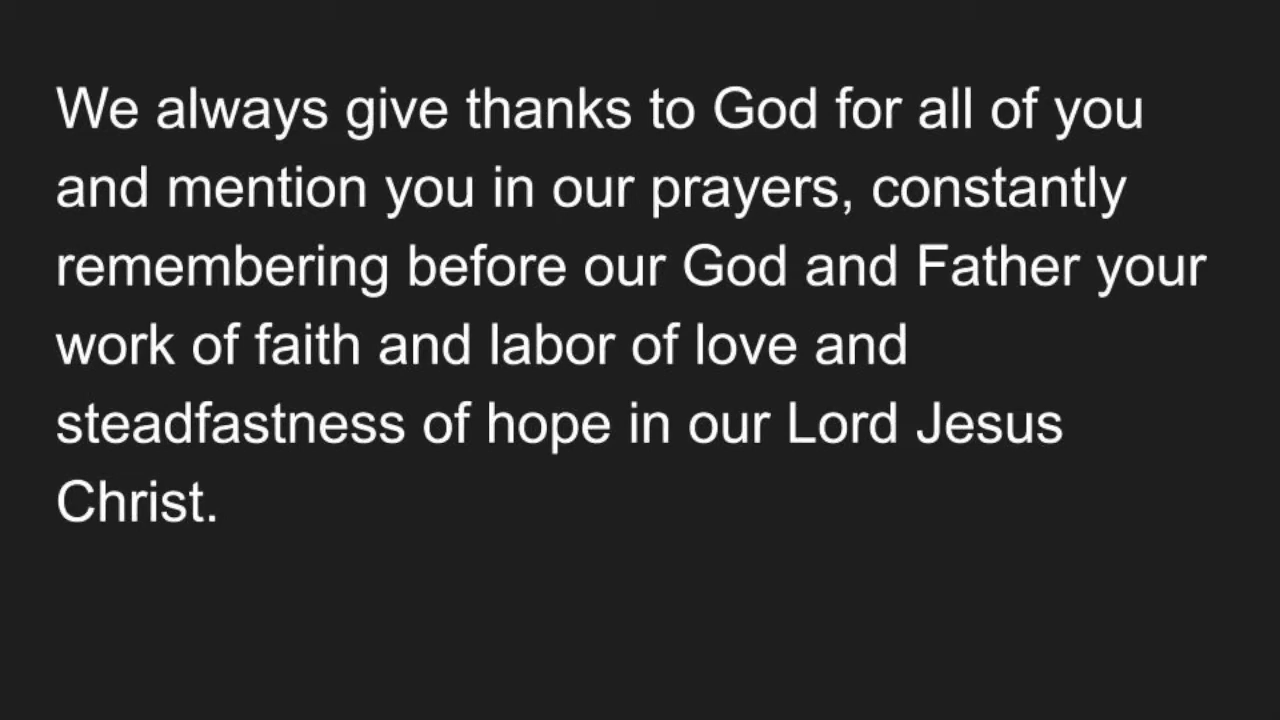 We always give thanks to God for all of you
and mention you in our prayers, constantly
remembering before our God and Father your
work of faith and labor of love and
steadfastness of hope in our Lord Jesus
Christ.